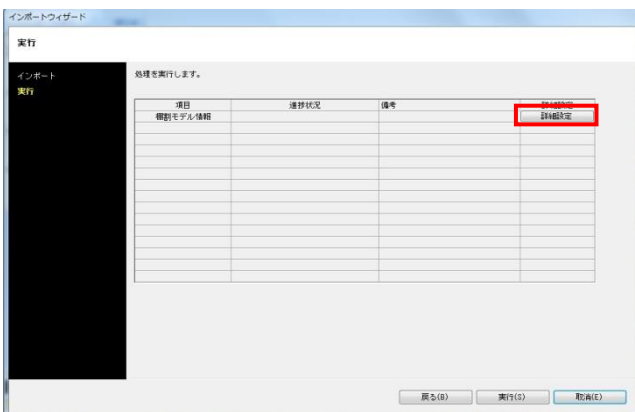 インポートウィザード
実行
インポート
実行
処理を実行します。
項目 進捗状況 備考 詳細設定
棚割モデル情報 詳細設定
戻る(B) 実行(S) 取消(E)